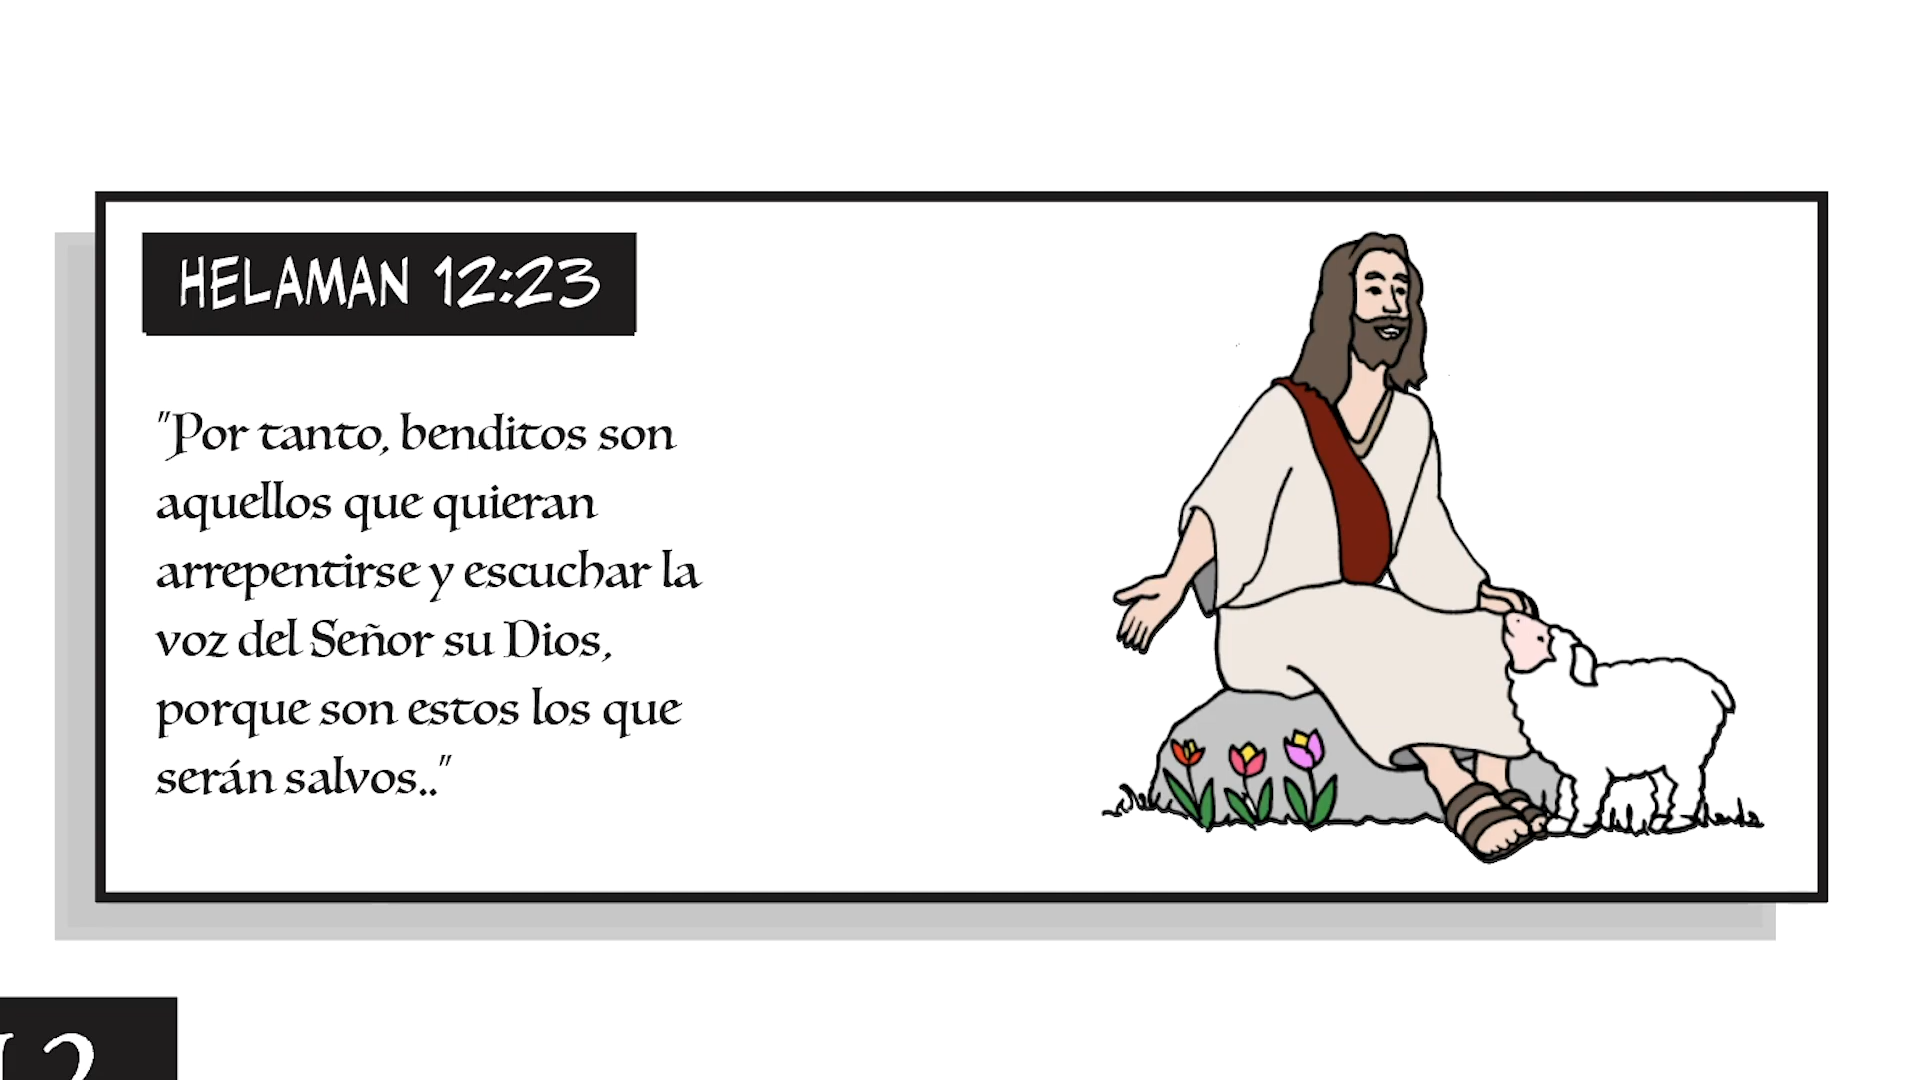 HELAMAN 12:23
"Por tanto, benditos son
aquellos que quieran
arrepentirse y escuchar la
voz del Señor su Dios,
porque son estos los que
serán salvos.."
2